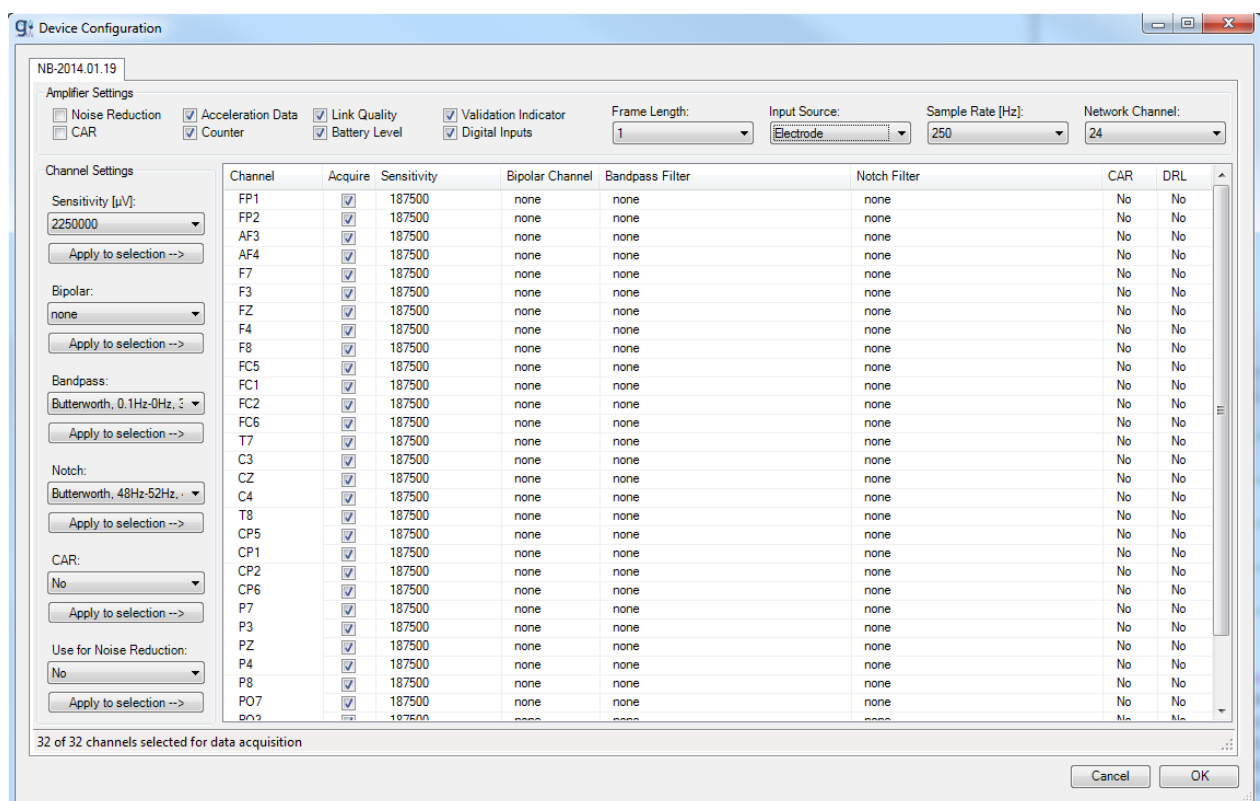 Device Configuration
NB-2014.01.19
Amplifier Settings
Noise Reduction Acceleration Data Link Quality Validation Indicator Frame Length: Input Source: Sample Rate [Hz]: Network Channel:
CAR Counter Battery Level Digital Inputs 1 Electrode 250 24
Channel Settings
Sensitivity [µV]:
2250000
Apply to selection -->
Bipolar:
none
Apply to selection -->
Bandpass:
Butterworth, 0.1Hz-0Hz,
Apply to selection -->
Notch:
Butterworth, 48Hz-52Hz,
Apply to selection -->
CAR:
No
Apply to selection -->
Use for Noise Reduction:
No
Apply to selection -->
Channel Acquire Sensitivity Bipolar Channel Bandpass Filter Notch Filter CAR DRL
FP1 187500 none none none No No
FP2 187500 none none none No No
AF3 187500 none none none No No
AF4 187500 none none none No No
F7 187500 none none none No No
F3 187500 none none none No No
FZ 187500 none none none No No
F4 187500 none none none No No
F8 187500 none none none No No
FC5 187500 none none none No No
FC1 187500 none none none No No
FC2 187500 none none none No No
FC6 187500 none none none No No
T7 187500 none none none No No
C3 187500 none none none No No
CZ 187500 none none none No No
C4 187500 none none none No No
T8 187500 none none none No No
CP5 187500 none none none No No
CP1 187500 none none none No No
CP2 187500 none none none No No
CP6 187500 none none none No No
P7 187500 none none none No No
P3 187500 none none none No No
PZ 187500 none none none No No
P4 187500 none none none No No
P8 187500 none none none No No
PO7 187500 none none none No No
32 of 32 channels selected for data acquisition
Cancel OK